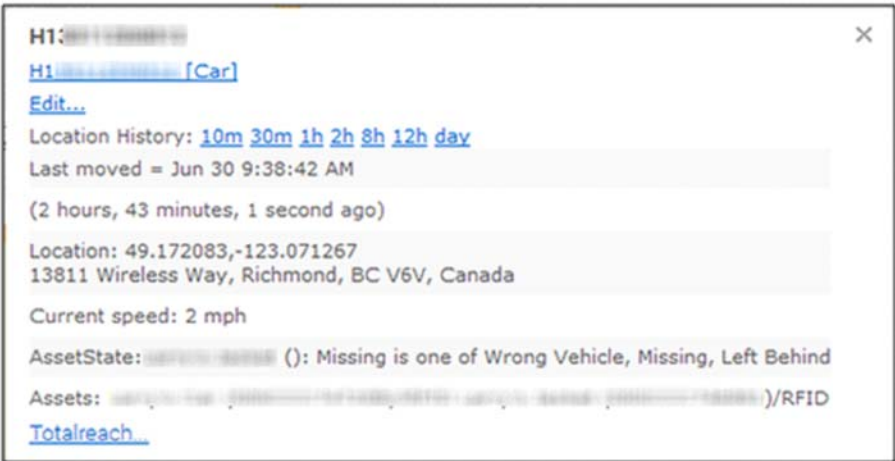 H13
H1 [Car]
Edit...
Location History: 10m 30m 1h 2h 8h 12h day
Last moved = Jun 30 9:38:42 AM
(2 hours, 43 minutes, 1 second ago)
Location: 49.172083,-123.071267
13811 Wireless Way, Richmond, BC V6V, Canada
Current speed: 2 mph
AssetState: (): Missing is one of Wrong Vehicle, Missing, Left Behind
Assets: )/RFID
Totalreach...